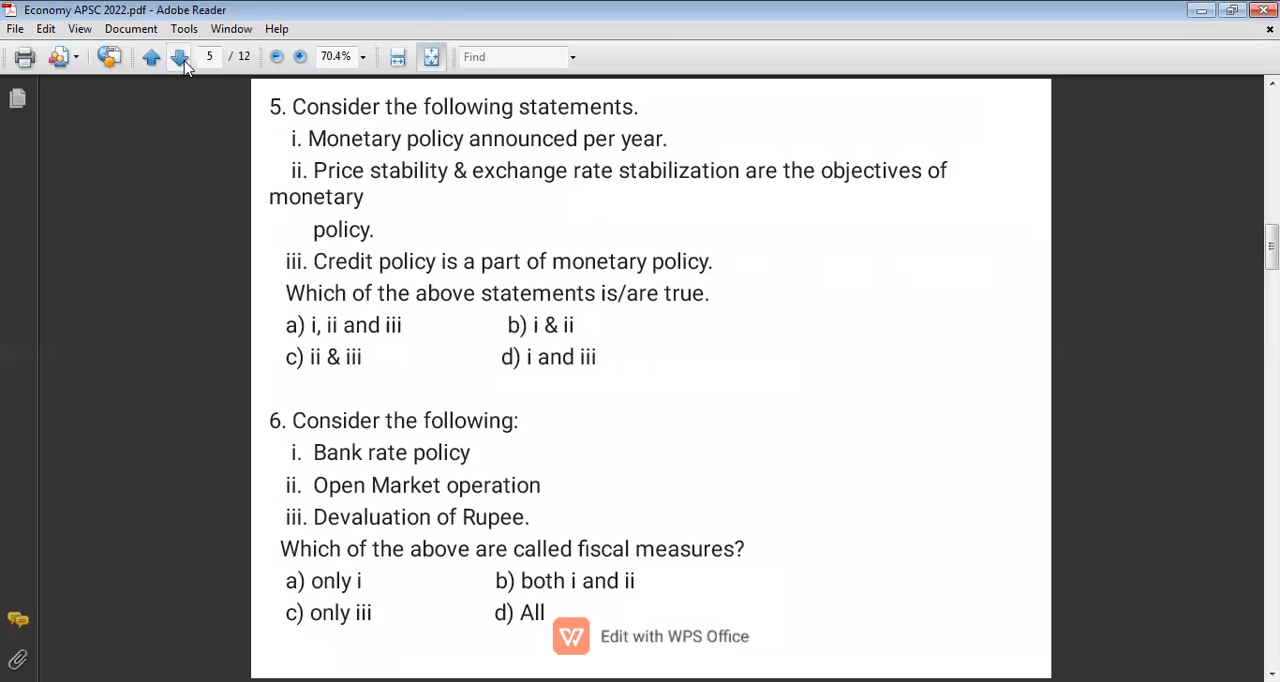 Economy APSC 2022.pdf - Adobe Reader
File Edit View Document Tools Window Help
5 / 12 70.4% Find
5. Consider the following statements.
i. Monetary policy announced per year.
ii. Price stability & exchange rate stabilization are the objectives of
monetary
policy.
iii. Credit policy is a part of monetary policy.
Which of the above statements is/are true.
a) i, ii and iii b) i & ii
c) ii & iii d) i and iii
6. Consider the following:
i. Bank rate policy
ii. Open Market operation
iii. Devaluation of Rupee.
Which of the above are called fiscal measures?
a) only i b) both i and ii
c) only iii d) All
Edit with WPS Office